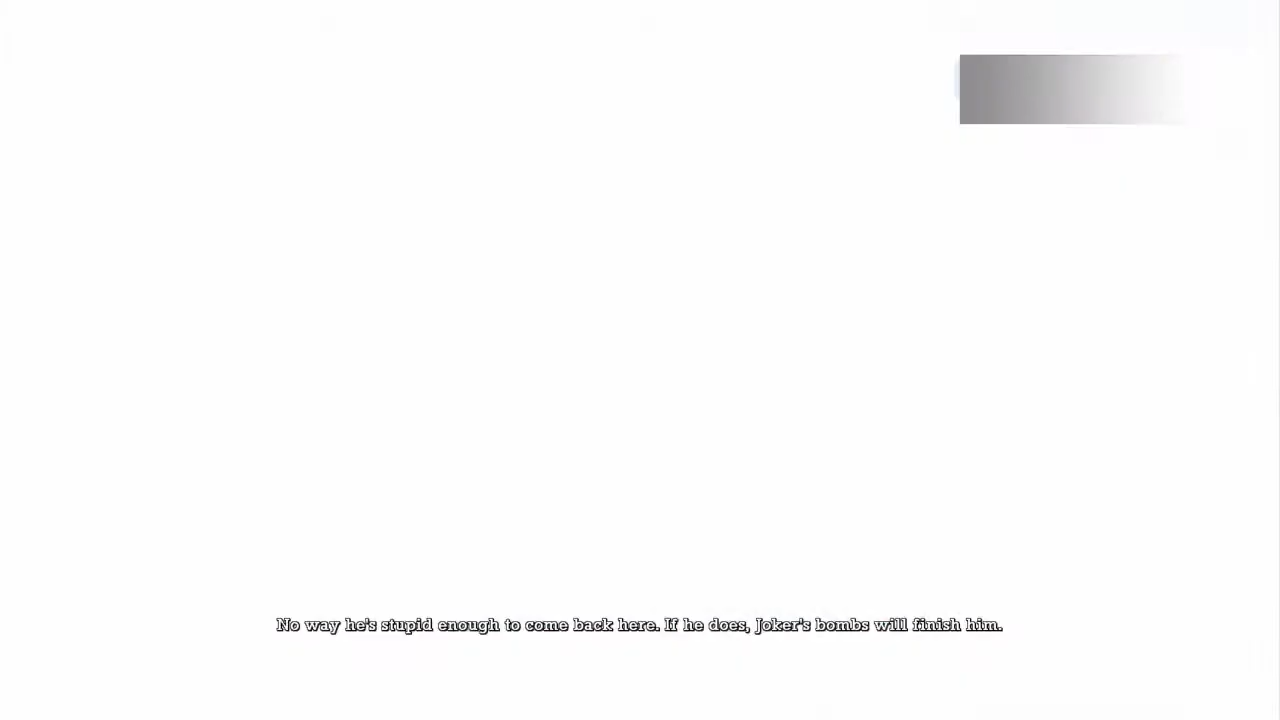 No way he's stupid enough to come back here. If he does, Joker's bombs will finish him.